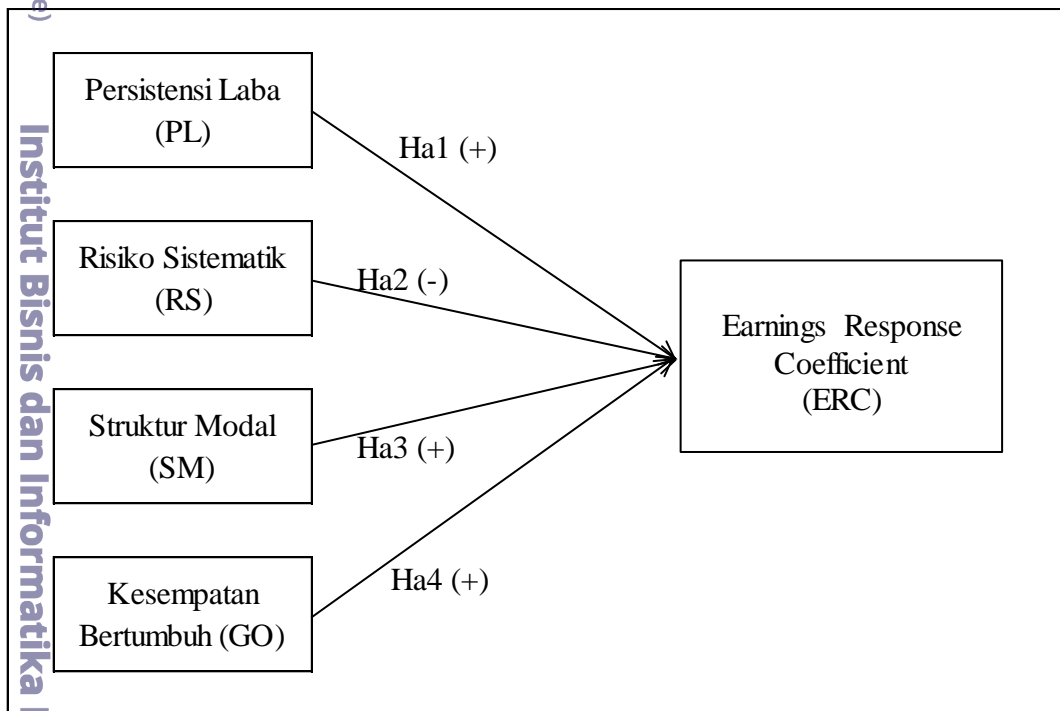 e)
Institut Bisnis dan Informatika
Persistensi Laba
(PL)
Ha1 (+)
Risiko Sistematik
(RS)
Ha2 (-)
Earnings Response
Coefficient
(ERC)
Struktur Modal
(SM)
Ha3 (+)
Kesempatan
Bertumbuh (GO)
Ha4 (+)